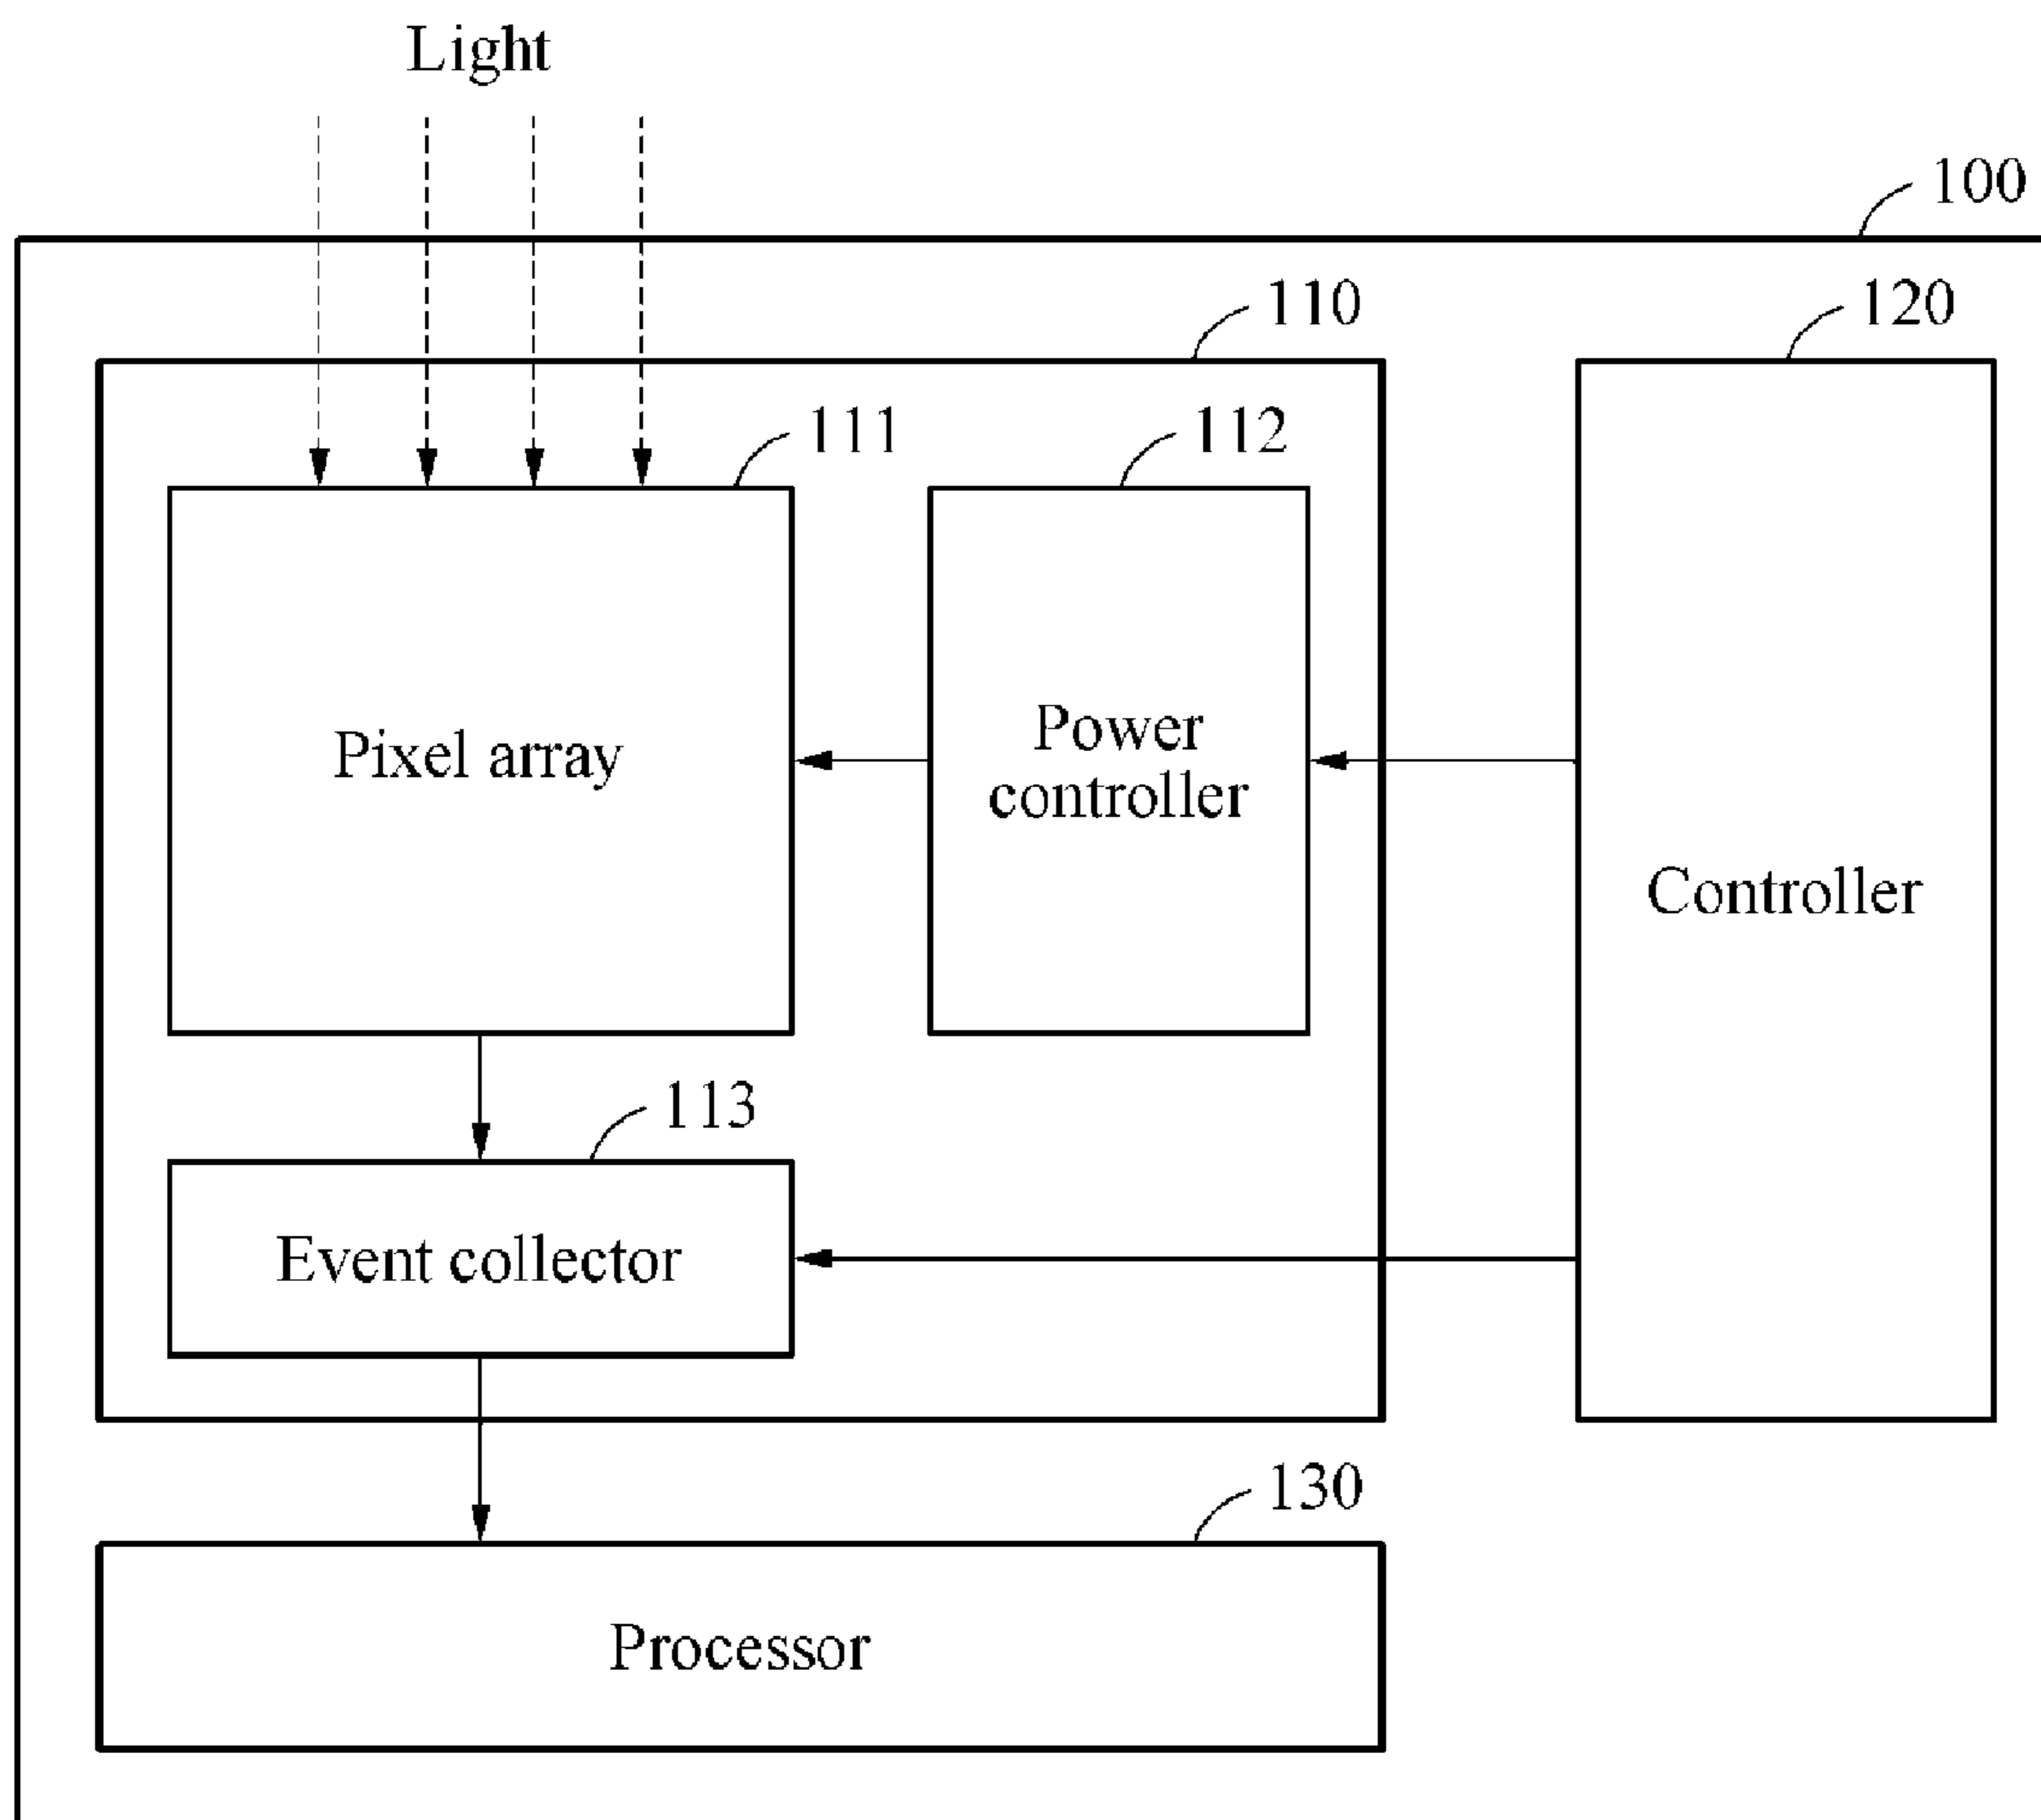 Light
100
110
120
111
112
Pixel array
Power
controller
Controller
113
Event collector
130
Processor